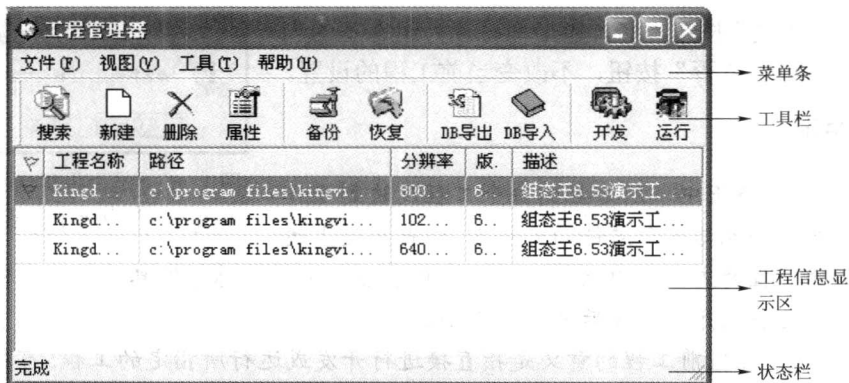 工程管理器
文件(F) 视图(V) 工具(T) 帮助(H)
菜单条
搜索 新建 删除 属性 备份 恢复 DB导出 DB导入 开发 运行
工具栏
工程名称 路径 分辨率 版. 描述
Kingd... c:\program files\kingvi... 800... 6.. 组态王6.53演示工...
Kingd... c:\program files\kingvi... 102... 6.. 组态王6.53演示工...
Kingd... c:\program files\kingvi... 640... 6.. 组态王6.53演示工...
工程信息显
示区
完成
状态栏